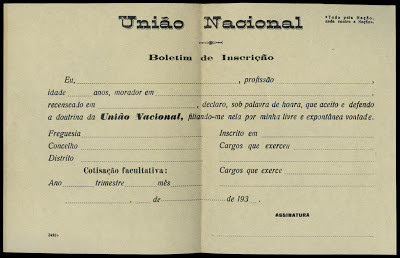 União Nacional
«Tudo pela Nação,
nada contra a Nação».
Boletim de Inscrição
Eu, , profissão ,
idade anos, morador em ,
recenseado em , declaro, sob palavra de honra, que aceito e defendo
a doutrina da União Nacional, filiando-me nela por minha livre e expontânea vontade.
Freguesia Inscrito em
Concelho Cargos que exerceu
Distrito
Cotisação facultativa: Cargos que exerce
Ano trimestre mês
, de de 193 .
ASSINATURA